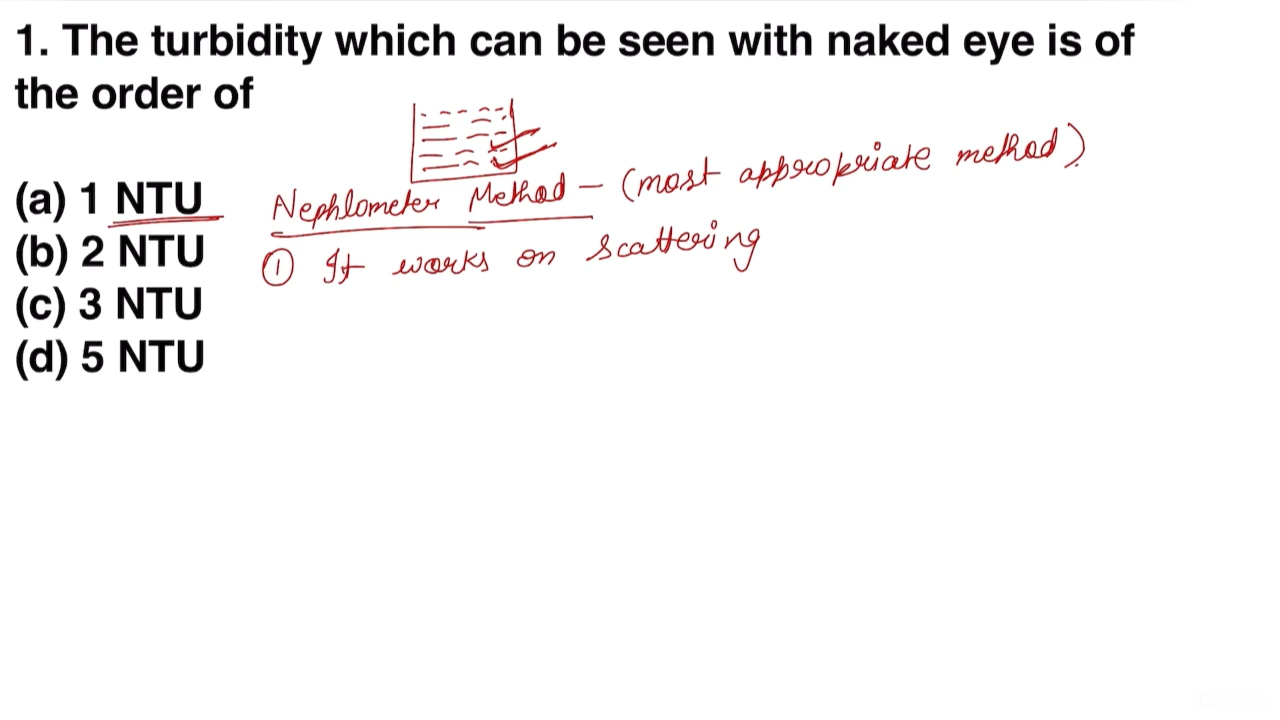 1. The turbidity which can be seen with naked eye is of
the order of
(a) 1 NTU
(b) 2 NTU
(c) 3 NTU
(d) 5 NTU
Nephlometer Method – (most appropriate method)
① It works on scattering